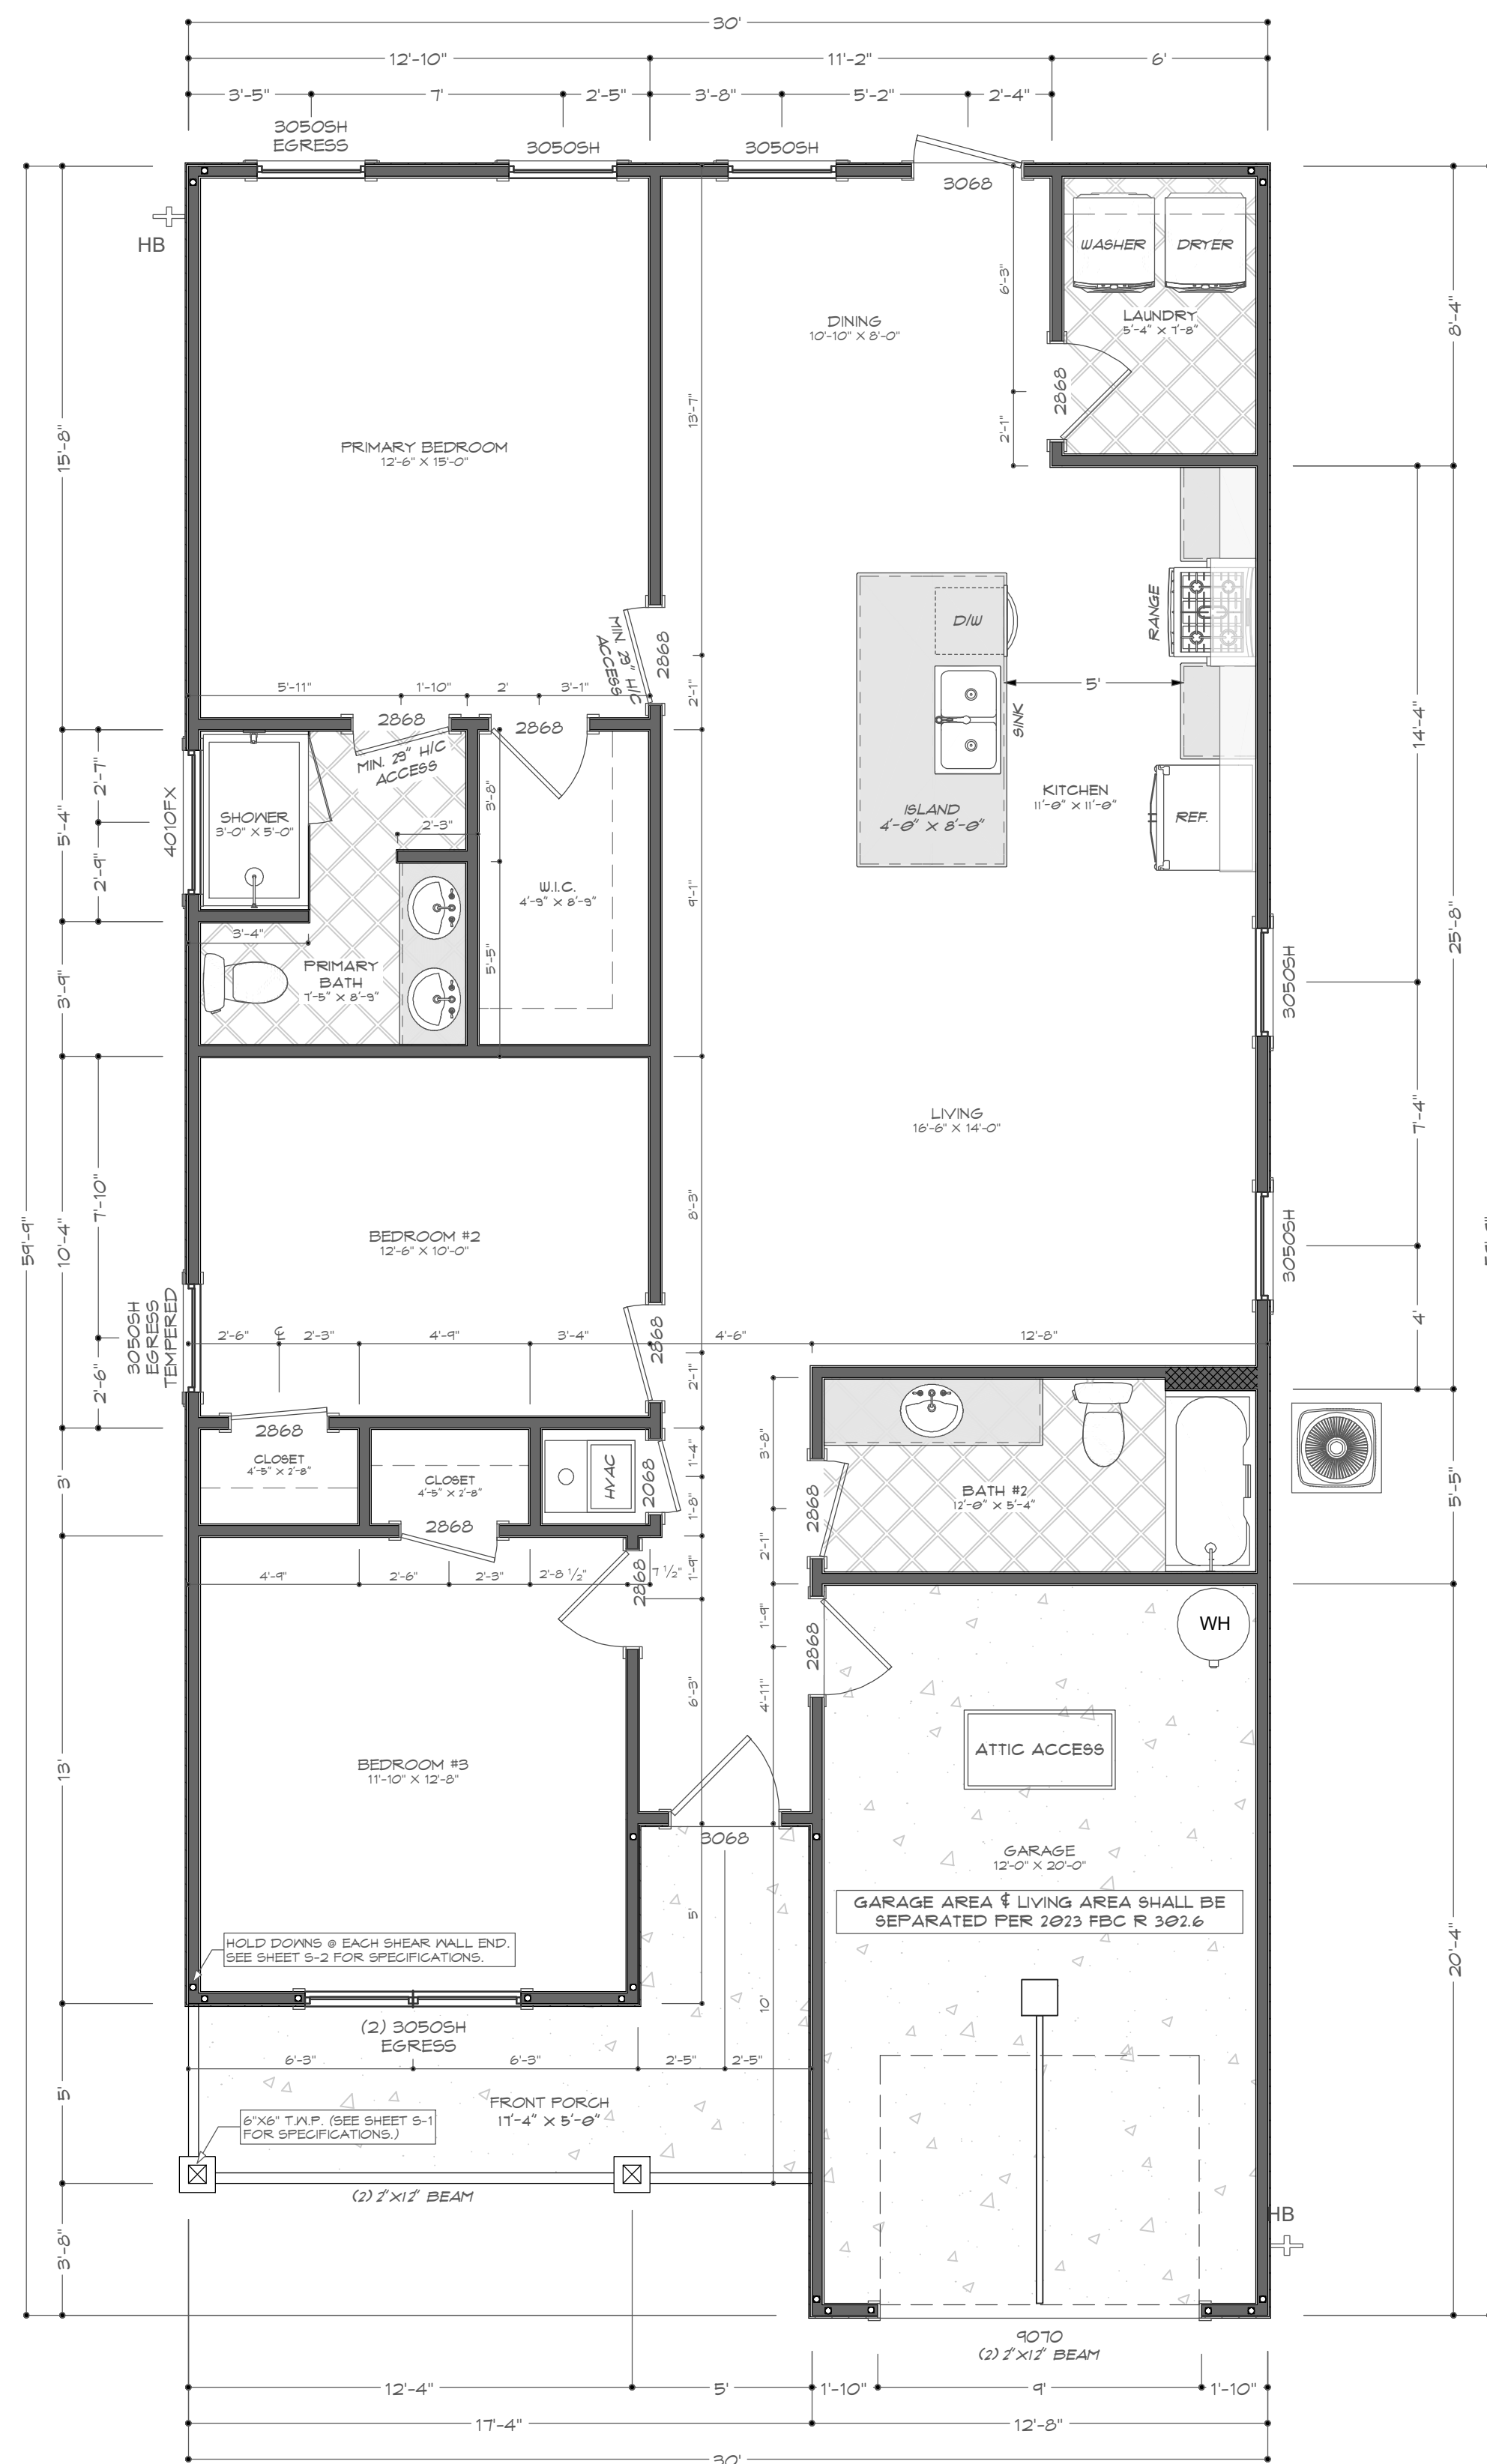 30'
12'-10"
11'-2"
6'
3'-5"
7'
2'-5"
3'-8"
5'-2"
2'-4"
3050SH
EGRESS
3050SH
3050SH
3068
HB
WASHER
DRYER
LAUNDRY
5'-4" X 7'-8"
6'-3"
2'-1"
2868
8'-4"
DINING
10'-10" X 8'-0"
13'-7"
15'-8"
PRIMARY BEDROOM
12'-6" X 15'-0"
MIN. 29" H/C
ACCESS
2868
2'-1"
5'-11"
1'-10"
2'
3'-1"
2868
2868
MIN. 29" H/C
ACCESS
D/W
RANGE
5'
SINK
KITCHEN
11'-0" X 11'-0"
REF.
ISLAND
4'-0" X 8'-0"
14'-4"
25'-8"
2'-7"
5'-4"
2'-9"
4010FX
SHOWER
3'-0" X 5'-0"
2'-3"
3'-8"
W.I.C.
4'-9" X 8'-9"
9'-1"
3'-4"
5'-5"
PRIMARY
BATH
7'-5" X 8'-9"
3'-9"
3050SH
LIVING
16'-6" X 14'-0"
7'-4"
59'-9"
10'-4"
7'-10"
8'-3"
BEDROOM #2
12'-6" X 10'-0"
3050SH
3050SH
EGRESS
TEMPERED
2'-6"
2'-6"
℄
2'-3"
4'-9"
3'-4"
2868
4'-6"
12'-8"
4'
2'-1"
2868
CLOSET
4'-5" X 2'-8"
CLOSET
4'-5" X 2'-8"
2868
HVAC
2068
1'-4"
1'-8"
3'
3'-8"
2868
2'-1"
BATH #2
12'-0" X 5'-4"
5'-5"
4'-9"
2'-6"
2'-3"
2'-8 1/2"
2868
7 1/2"
1'-9"
1'-9"
2868
WH
6'-3"
4'-11"
ATTIC ACCESS
BEDROOM #3
11'-10" X 12'-8"
13'
3068
GARAGE
12'-0" X 20'-0"
GARAGE AREA & LIVING AREA SHALL BE
SEPARATED PER 2023 FBC R 302.6
5'
HOLD DOWNS @ EACH SHEAR WALL END.
SEE SHEET S-2 FOR SPECIFICATIONS.
20'-4"
10'
(2) 3050SH
EGRESS
6'-3"
6'-3"
2'-5"
2'-5"
5'
FRONT PORCH
17'-4" X 5'-0"
6"X6" T.W.P. (SEE SHEET S-1
FOR SPECIFICATIONS.)
(2) 2"X12" BEAM
3'-8"
HB
9070
(2) 2"X12" BEAM
12'-4"
5'
1'-10"
9'
1'-10"
17'-4"
12'-8"
30'